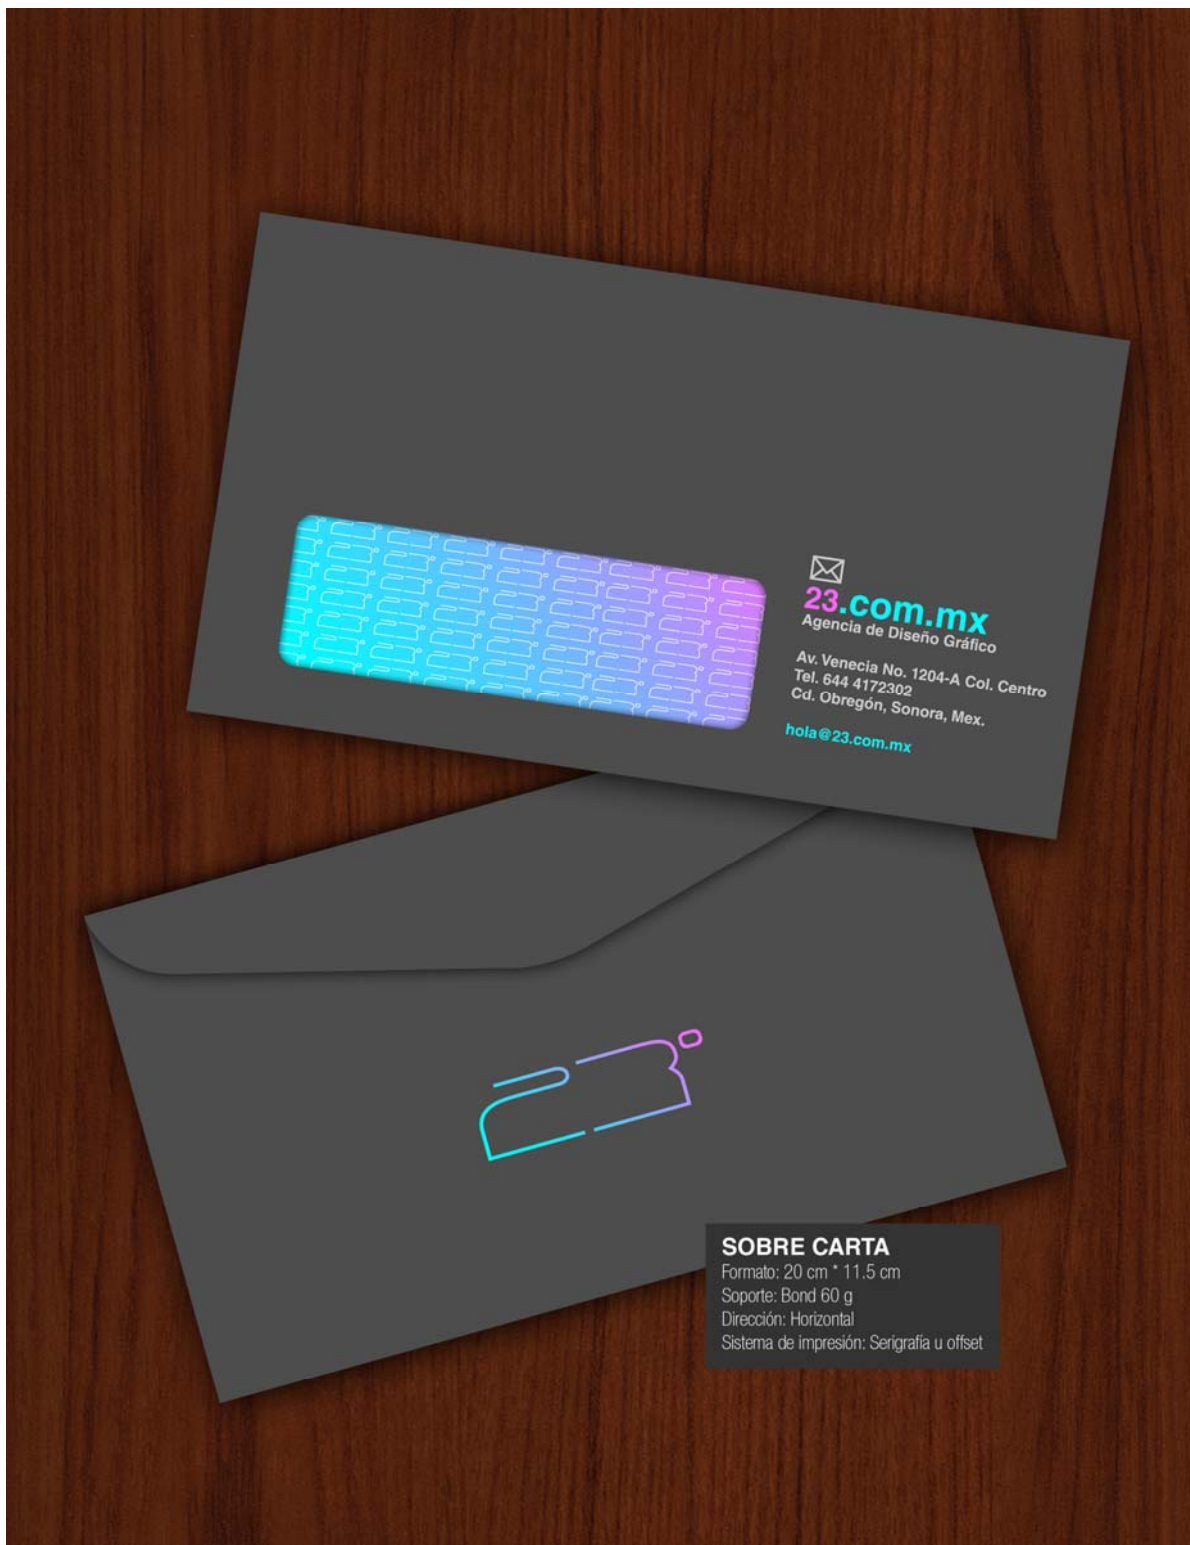 23.com.mx
Agencia de Diseño Gráfico
Av. Venecia No. 1204-A Col. Centro
Tel. 644 4172302
Cd. Obregón, Sonora, Mex.
hola@23.com.mx
SOBRE CARTA
Formato: 20 cm * 11.5 cm
Soporte: Bond 60 g
Dirección: Horizontal
Sistema de impresión: Serigrafía u offset